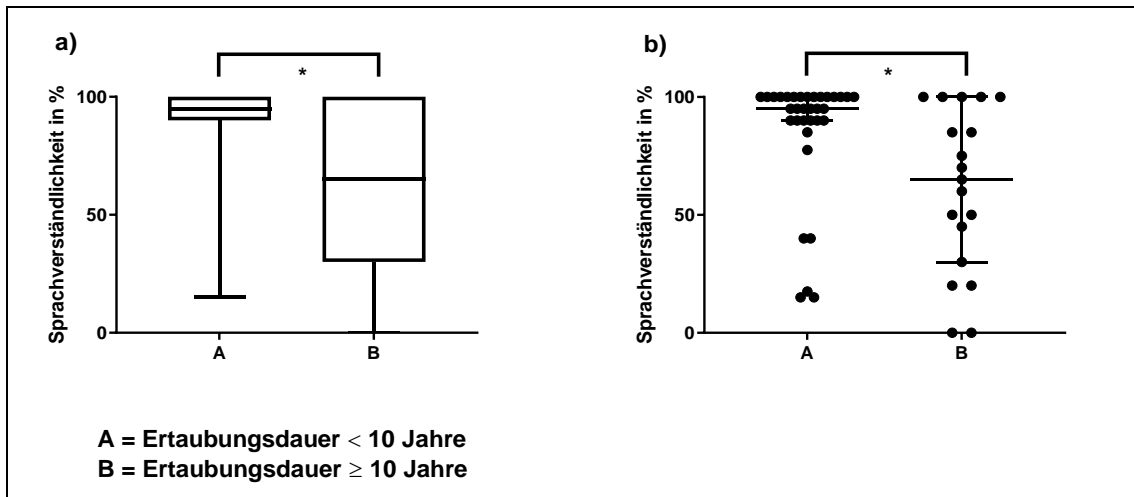 a)
*
Sprachverständlichkeit in %
100
50
0
A
B
b)
*
Sprachverständlichkeit in %
100
50
0
A
B
A = Ertaubungsdauer < 10 Jahre
B = Ertaubungsdauer ≥ 10 Jahre